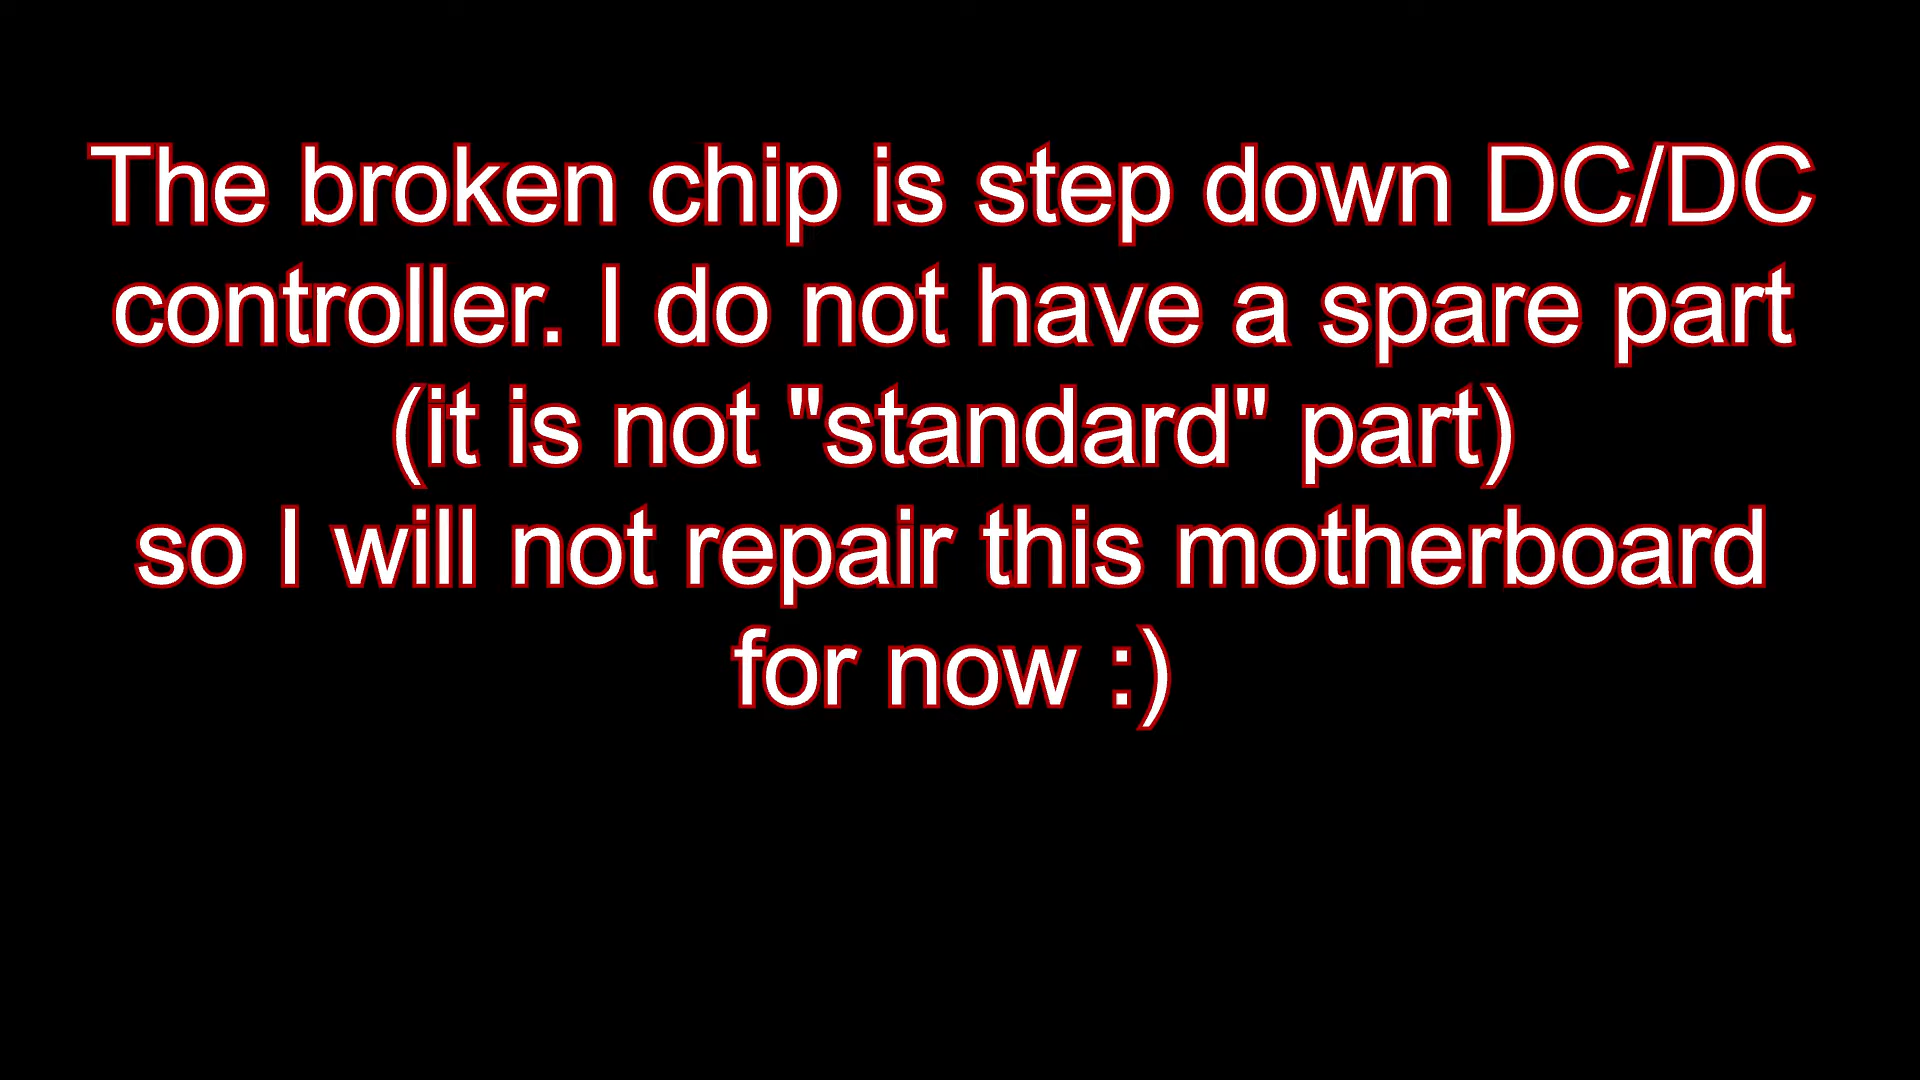 The broken chip is step down DC/DC
controller. I do not have a spare part
(it is not "standard" part)
so I will not repair this motherboard
for now :)